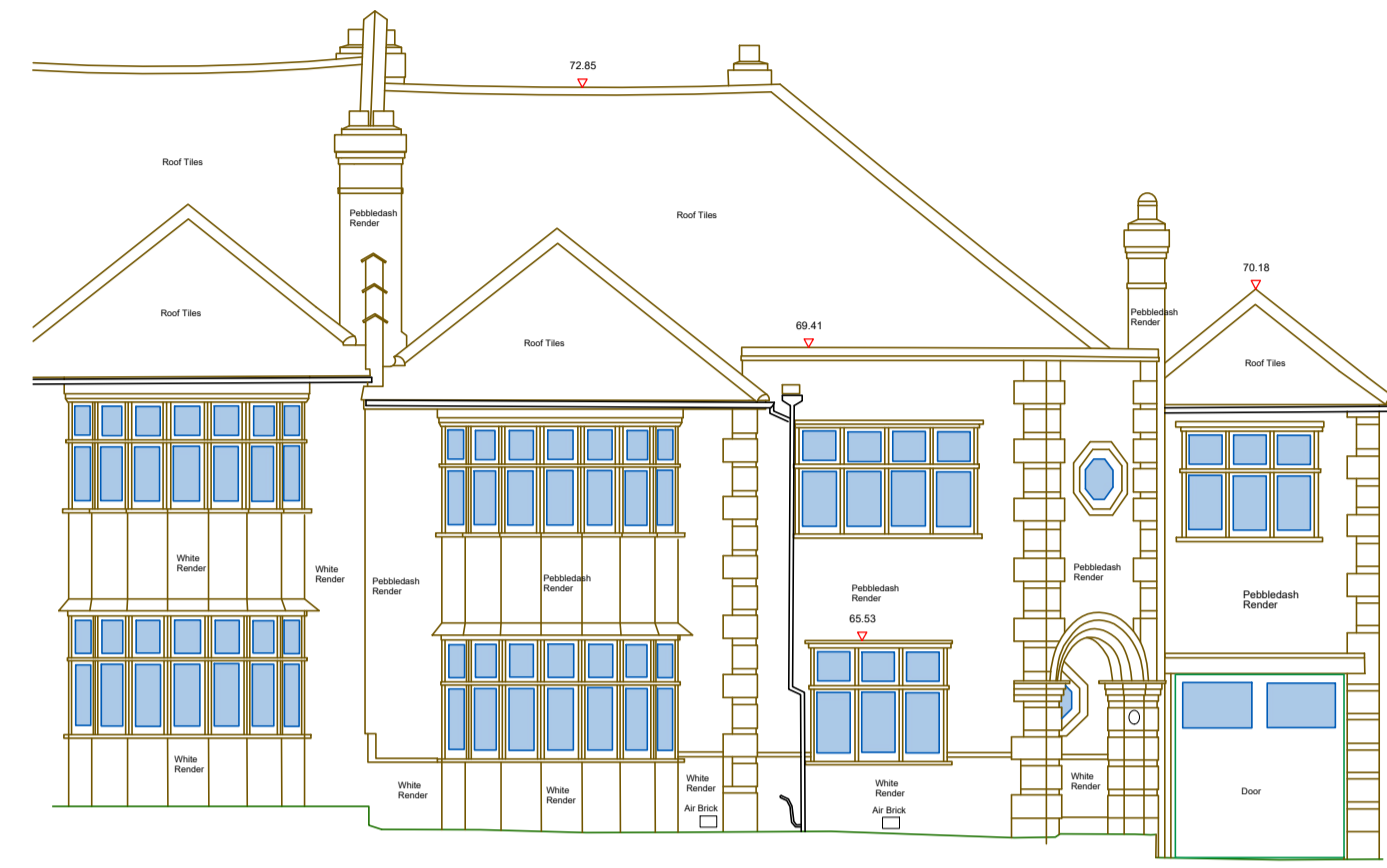 72.85
Roof Tiles
Pebbledash
Render
Roof Tiles
70.18
Roof Tiles
Pebbledash
Render
69.41
Roof Tiles
Roof Tiles
White
Render
White
Render
Pebbledash
Render
Pebbledash
Render
Pebbledash
Render
Pebbledash
Render
Pebbledash
Render
65.53
White
Render
White
Render
White
Render
White
Render
Air Brick
White
Render
Air Brick
White
Render
Door